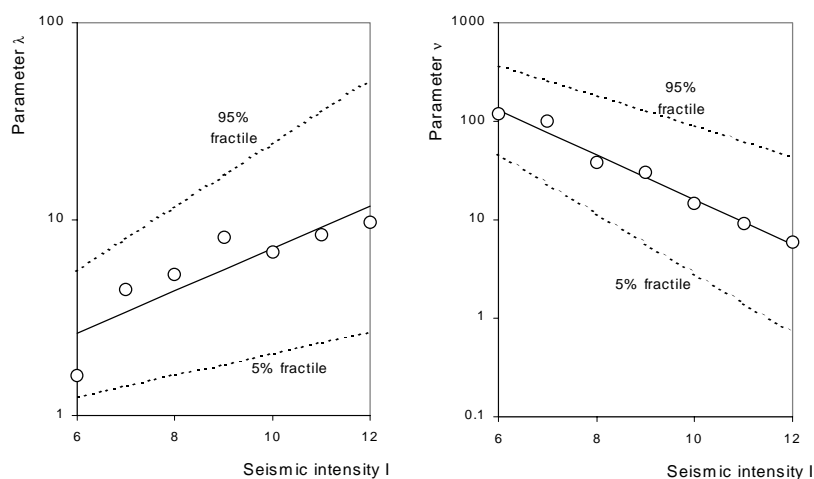 100
10
1
Parameter λ
95%
fractile
5% fractile
6 8 10 12
Seismic intensity I
1000
100
10
1
0.1
Parameter ν
95%
fractile
5% fractile
6 8 10 12
Seismic intensity I